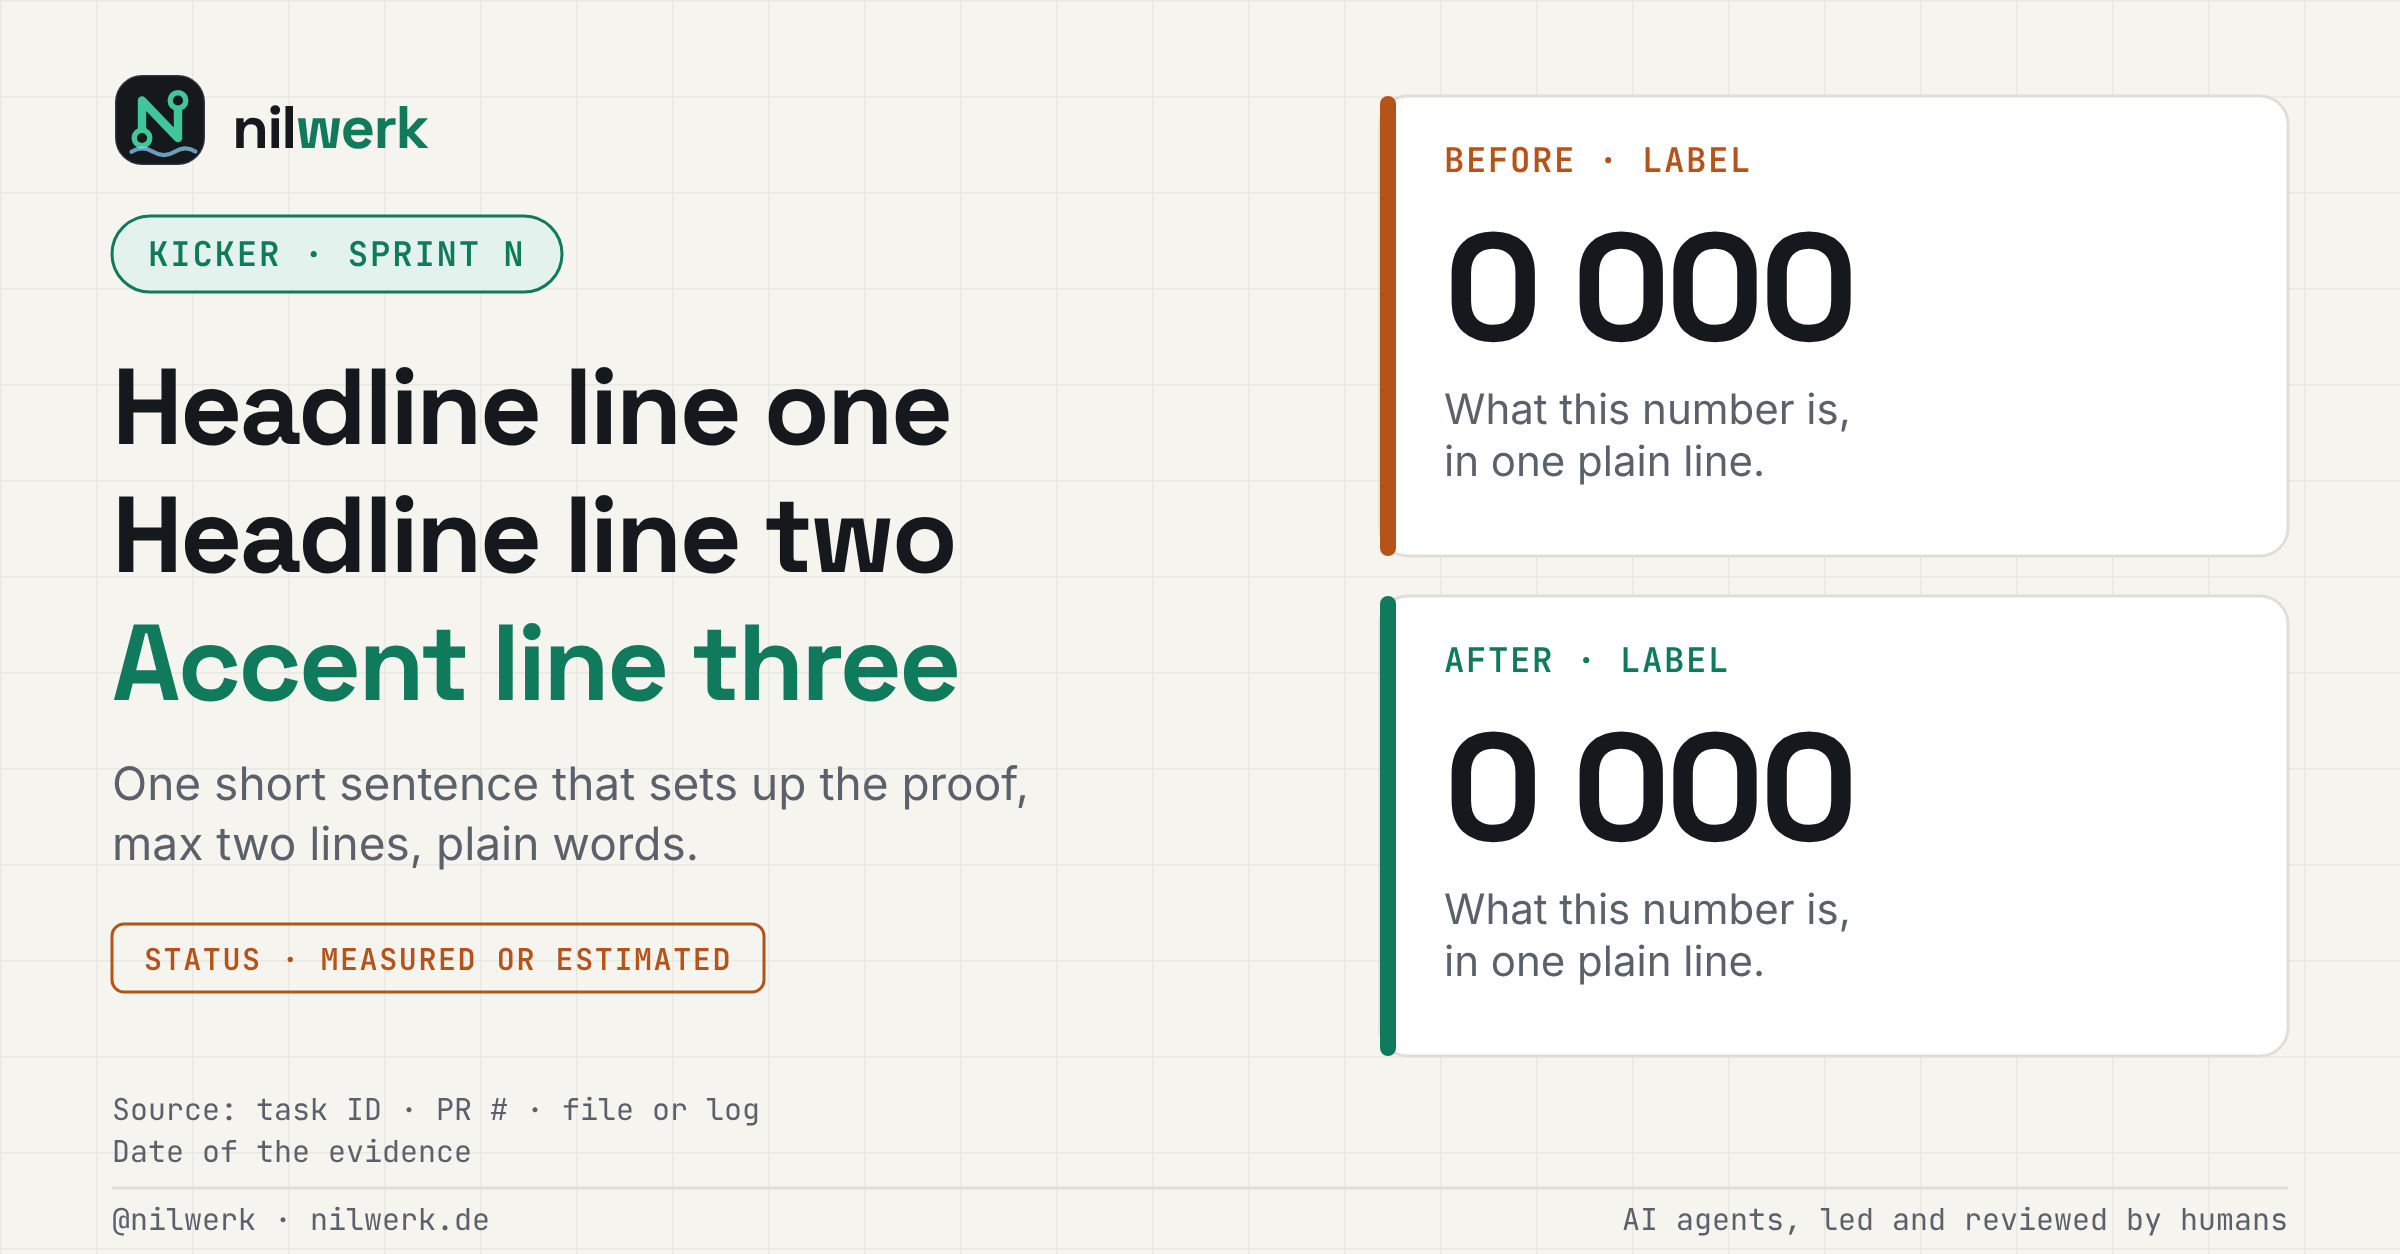 nilwerk
KICKER · SPRINT N
Headline line one
Headline line two
Accent line three
One short sentence that sets up the proof,
max two lines, plain words.
STATUS · MEASURED OR ESTIMATED
Source: task ID · PR # · file or log
Date of the evidence
BEFORE · LABEL
0 000
What this number is,
in one plain line.
AFTER · LABEL
0 000
What this number is,
in one plain line.
@nilwerk · nilwerk.de
AI agents, led and reviewed by humans